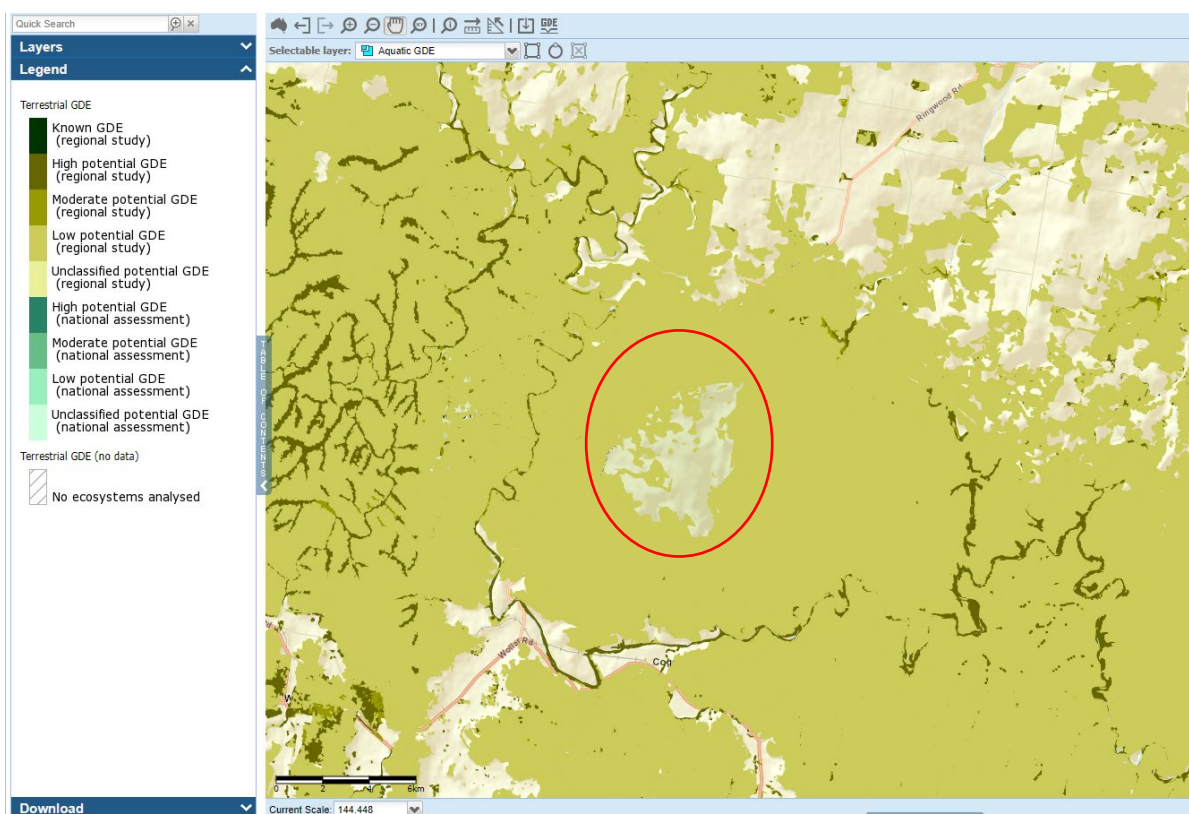 Quick Search
Layers
Legend
Terrestrial GDE
Known GDE
(regional study)
High potential GDE
(regional study)
Moderate potential GDE
(regional study)
Low potential GDE
(regional study)
Unclassified potential GDE
(regional study)
High potential GDE
(national assessment)
Moderate potential GDE
(national assessment)
Low potential GDE
(national assessment)
Unclassified potential GDE
(national assessment)
Terrestrial GDE (no data)
No ecosystems analysed
Download
TABLE OF CONTENTS
GDE
Selectable layer: Aquatic GDE
Ringwood Rd
Wollar Rd
Cog
W
0 2 4 6km
Current Scale: 144,448